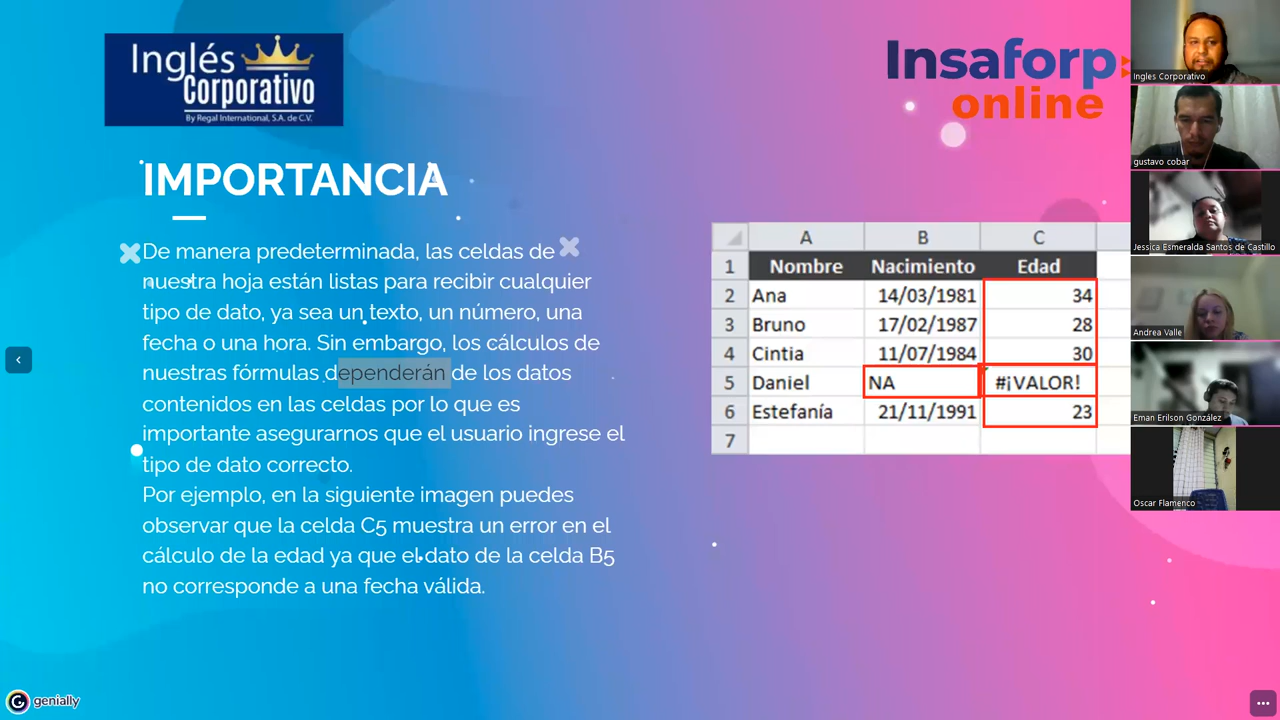 Inglés
Corporativo
By Regal International, S.A. de C.V.
Insaforp
online
IMPORTANCIA
De manera predeterminada, las celdas de
nuestra hoja están listas para recibir cualquier
tipo de dato, ya sea un texto, un número, una
fecha o una hora. Sin embargo, los cálculos de
nuestras fórmulas dependerán de los datos
contenidos en las celdas por lo que es
importante asegurarnos que el usuario ingrese el
tipo de dato correcto.
Por ejemplo, en la siguiente imagen puedes
observar que la celda C5 muestra un error en el
cálculo de la edad ya que el dato de la celda B5
no corresponde a una fecha válida.
A B C
1 Nombre Nacimiento Edad
2 Ana 14/03/1981 34
3 Bruno 17/02/1987 28
4 Cintia 11/07/1984 30
5 Daniel NA #¡VALOR!
6 Estefanía 21/11/1991 23
7
Ingles Corporativo
gustavo cobar
Jessica Esmeralda Santos de Castillo
Andrea Valle
Eman Erilson González
Oscar Flamenco
genially